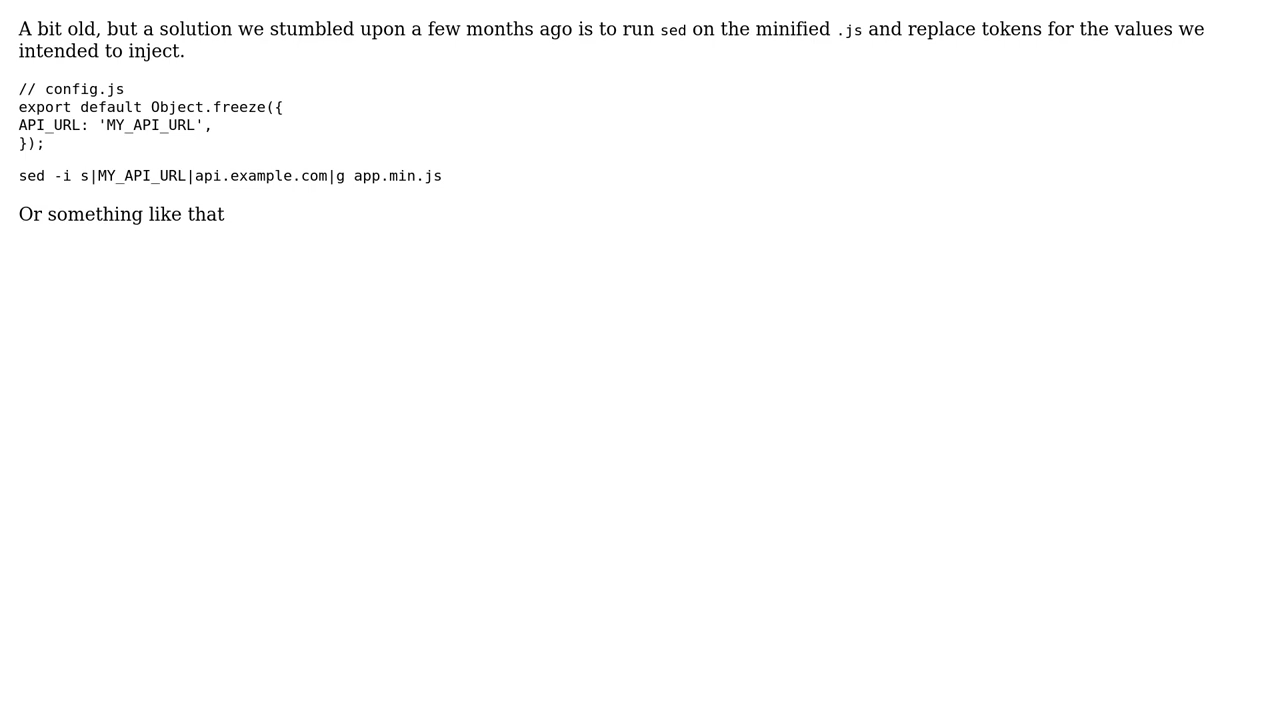 A bit old, but a solution we stumbled upon a few months ago is to run sed on the minified .js and replace tokens for the values we
intended to inject.
// config.js
export default Object.freeze({
API_URL: 'MY_API_URL',
});
sed -i s|MY_API_URL|api.example.com|g app.min.js
Or something like that